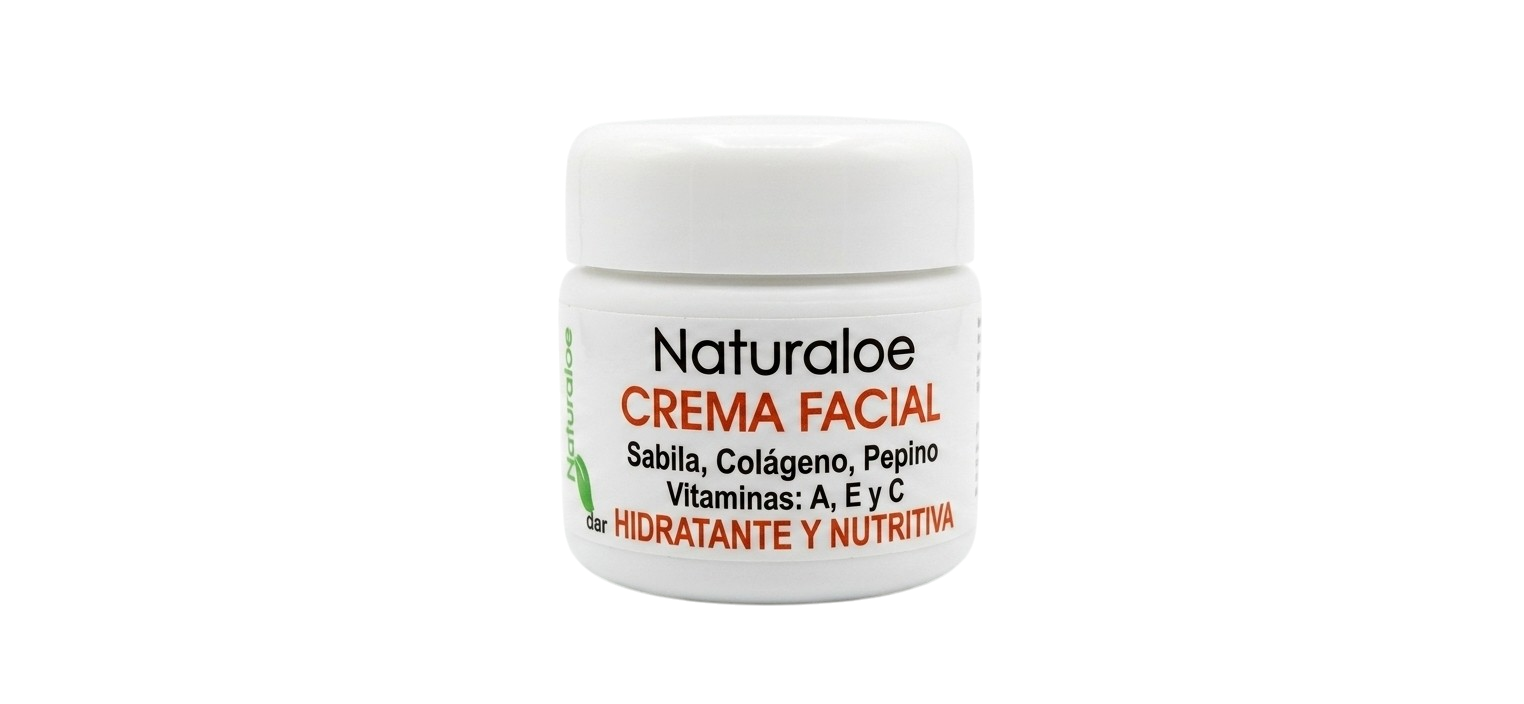 Naturaloe
CREMA FACIAL
Sabila, Colágeno, Pepino
Vitaminas: A, E y C
HIDRATANTE Y NUTRITIVA
Naturaloe
dar